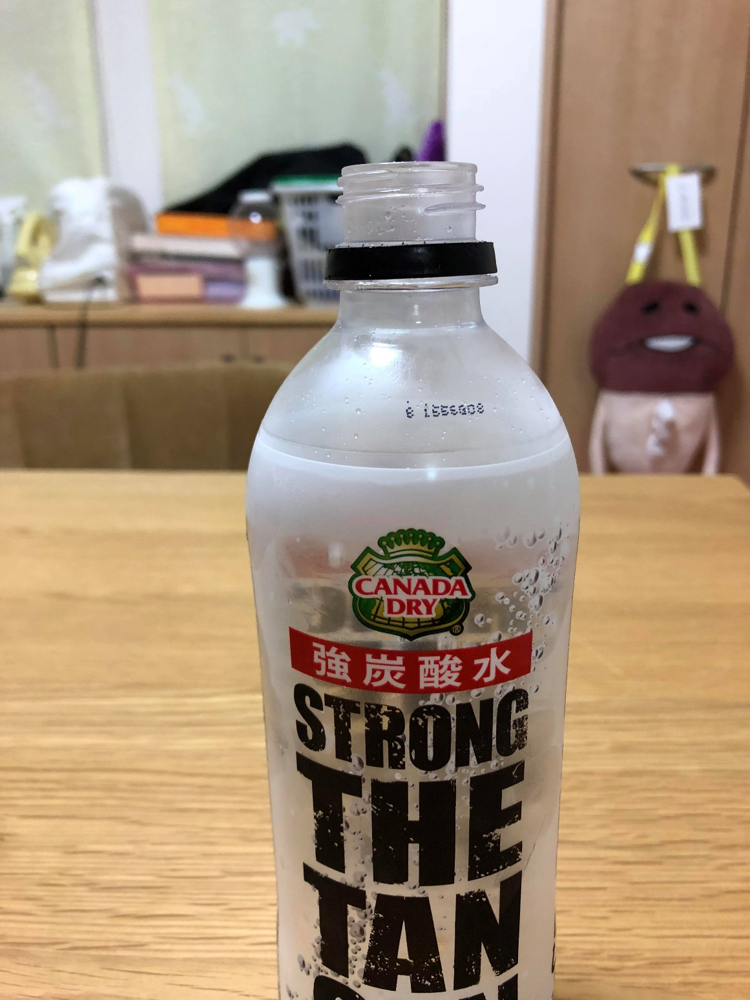 CANADA
DRY
®
強炭酸水
STRONG
THE
TAN